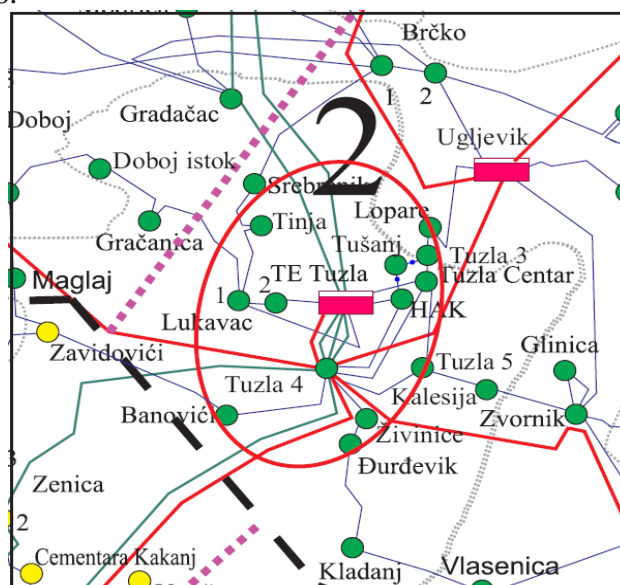 Brčko
1
2
Gradačac
2
Ugljevik
Doboj
Doboj istok
Srebrenik
Tinja
Lopare
Gračanica
Tušanj
Tuzla 3
TE Tuzla
Tuzla Centar
Maglaj
1
2
HAK
Lukavac
Zavidovići
Glinica
Tuzla 4
Tuzla 5
Kalesija
Banovići
Zvornik
Živinice
Đurđevik
3
Zenica
2
Cementara Kakanj
Kladanj
Vlasenica